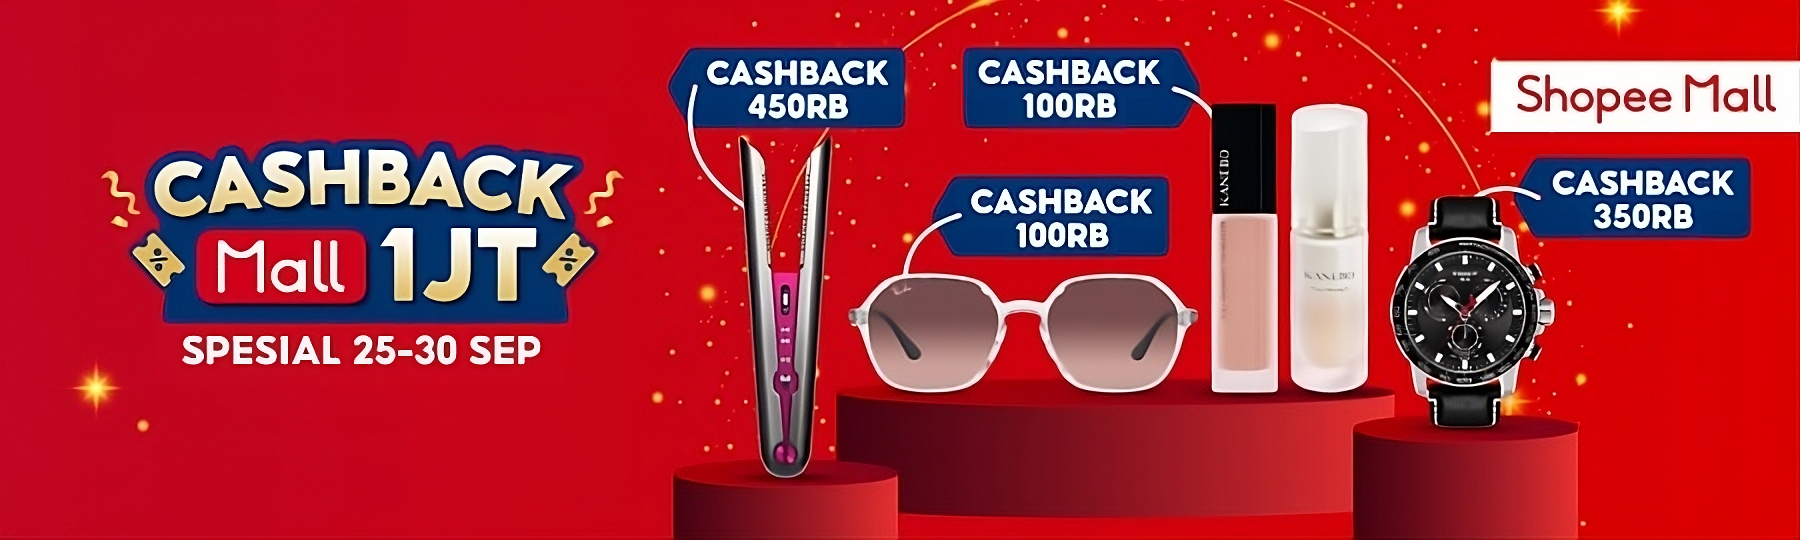 CASHBACK
Mall 1JT
SPESIAL 25-30 SEP
CASHBACK
450RB
CASHBACK
100RB
CASHBACK
100RB
KANEBO
KANEBO
Shopee Mall
CASHBACK
350RB